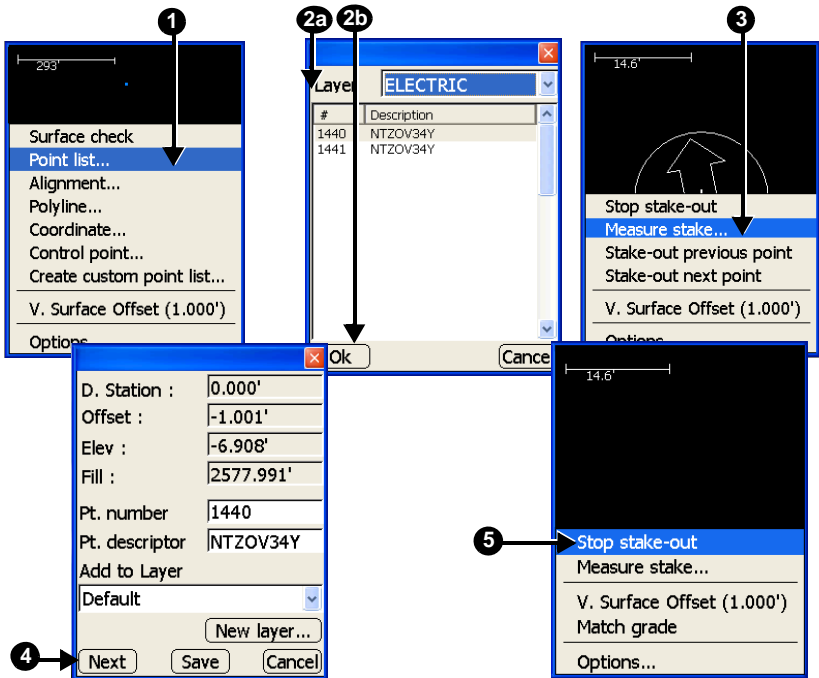 1
2a
2b
3
293'
Surface check
Point list...
Alignment...
Polyline...
Coordinate...
Control point...
Create custom point list...
V. Surface Offset (1.000')
Options
Layer
ELECTRIC
#
Description
1440
NTZOV34Y
1441
NTZOV34Y
Ok
Cance
14.6'
Stop stake-out
Measure stake...
Stake-out previous point
Stake-out next point
V. Surface Offset (1.000')
Options
D. Station :
0.000'
Offset :
-1.001'
Elev :
-6.908'
Fill :
2577.991'
Pt. number
1440
Pt. descriptor
NTZOV34Y
Add to Layer
Default
New layer...
4
Next
Save
Cancel
14.6'
5
Stop stake-out
Measure stake...
V. Surface Offset (1.000')
Match grade
Options...